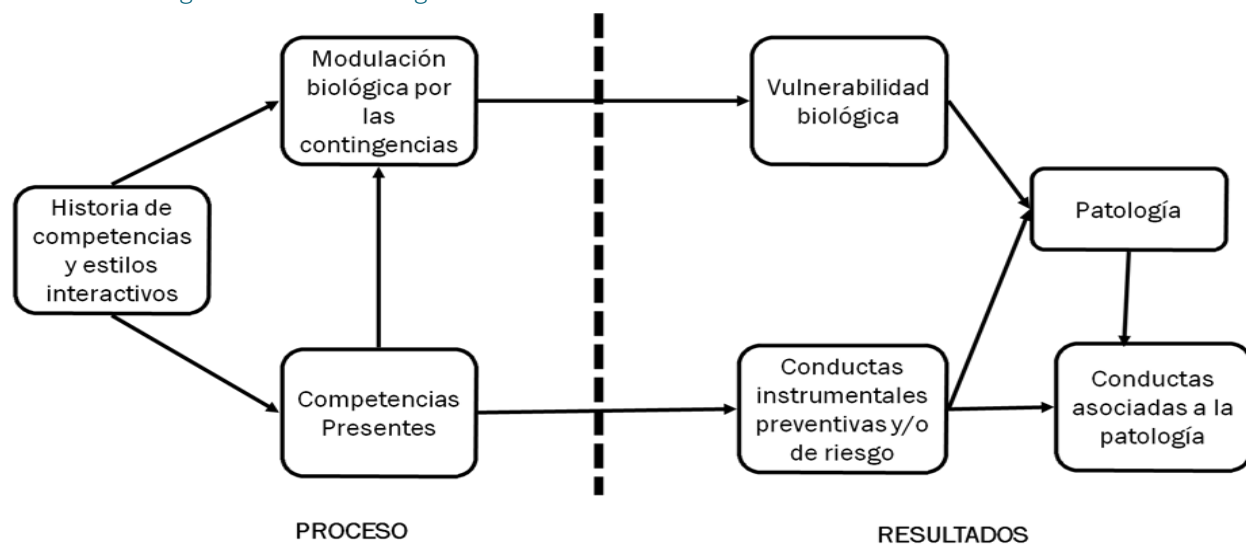 Modulación
biológica por
las
contingencias
Vulnerabilidad
biológica
Historia de
competencias
y estilos
interactivos
Patología
Competencias
Presentes
Conductas
instrumentales
preventivas y/o
de riesgo
Conductas
asociadas a la
patología
PROCESO
RESULTADOS